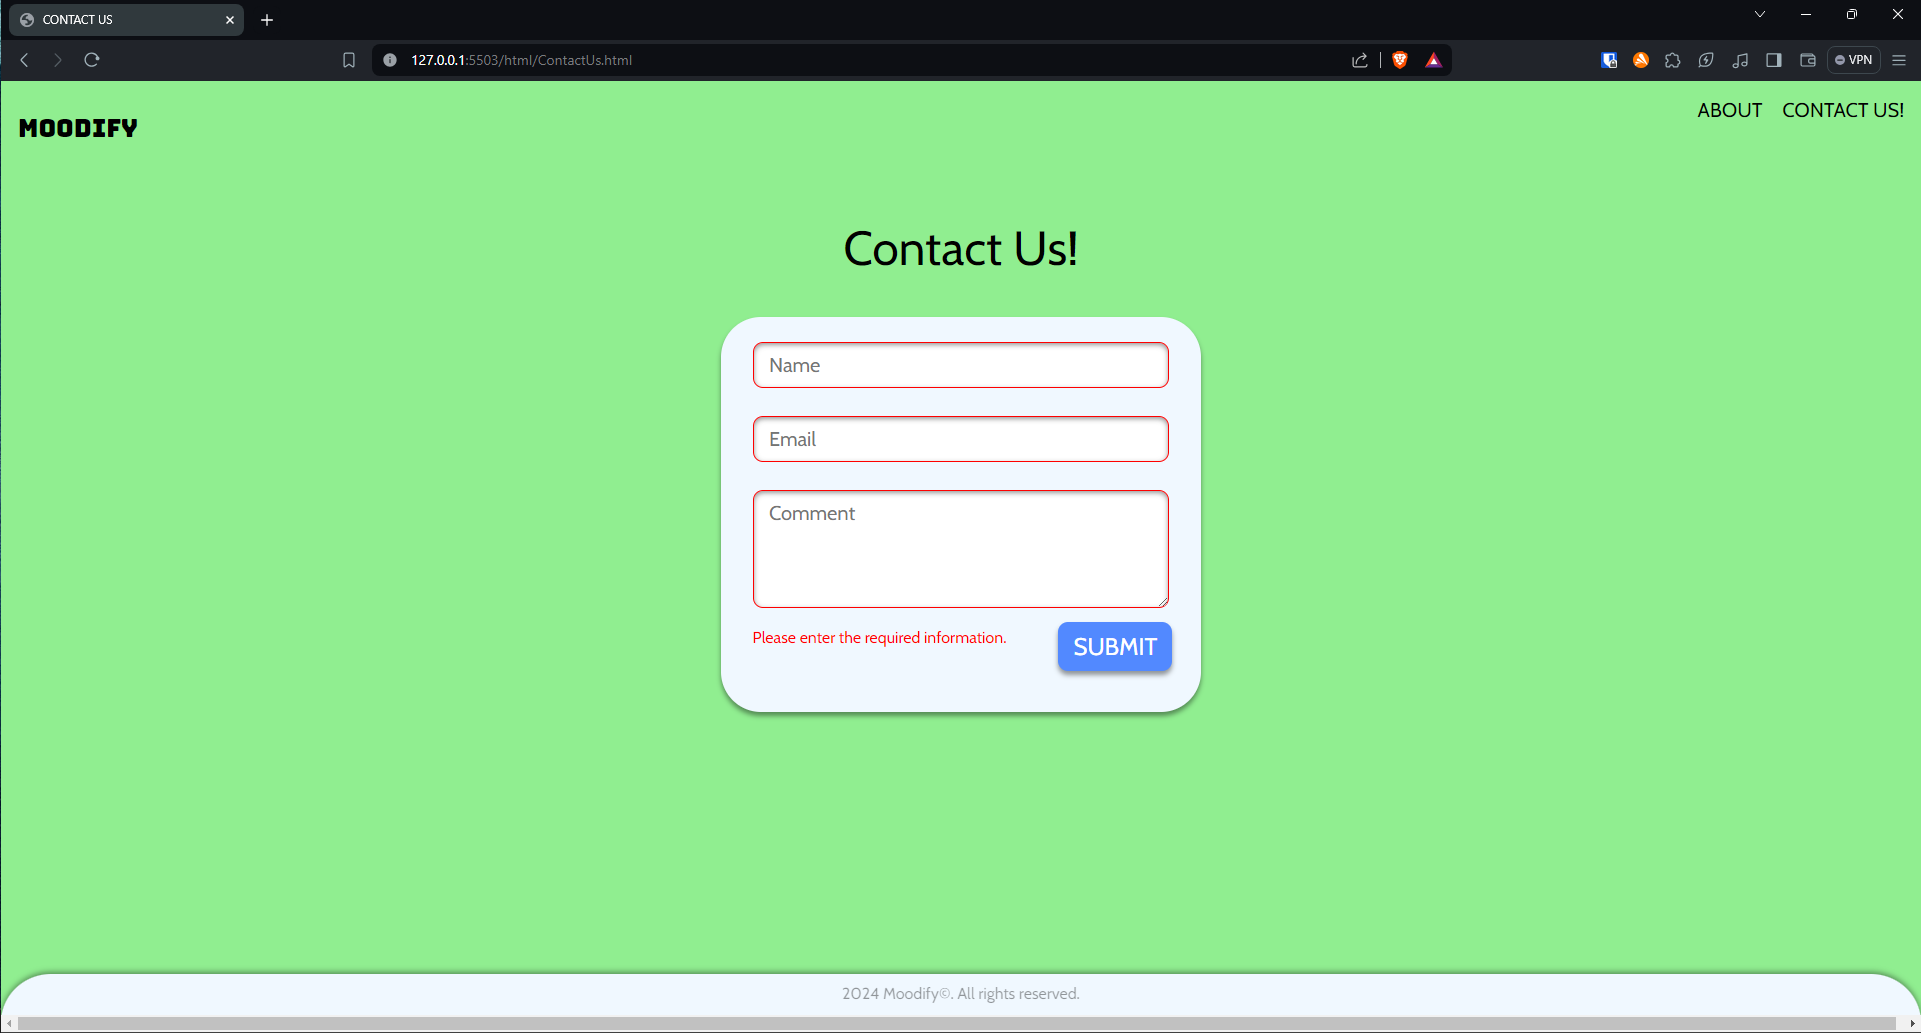 CONTACT US
127.0.0.1:5503/html/ContactUs.html
VPN
MOODIFY
ABOUT CONTACT US!
Contact Us!
Name
Email
Comment
Please enter the required information.
SUBMIT
2024 Moodify©. All rights reserved.